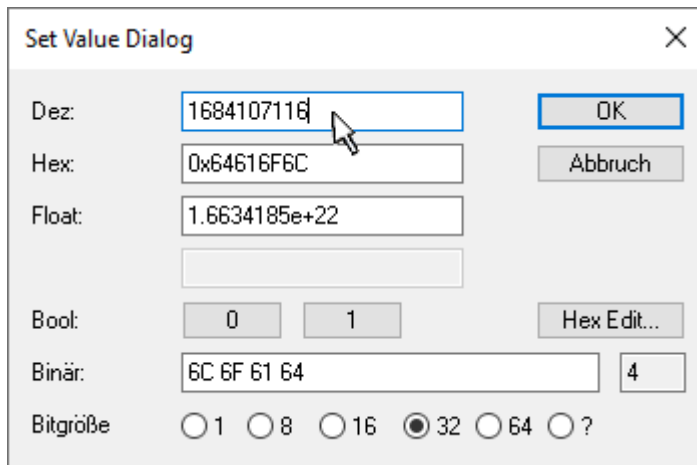 Set Value Dialog
Dez: 1684107116 OK
Hex: 0x64616F6C Abbruch
Float: 1.6634185e+22
Bool: 0 1 Hex Edit...
Binär: 6C 6F 61 64 4
Bitgröße 1 8 16 32 64 ?